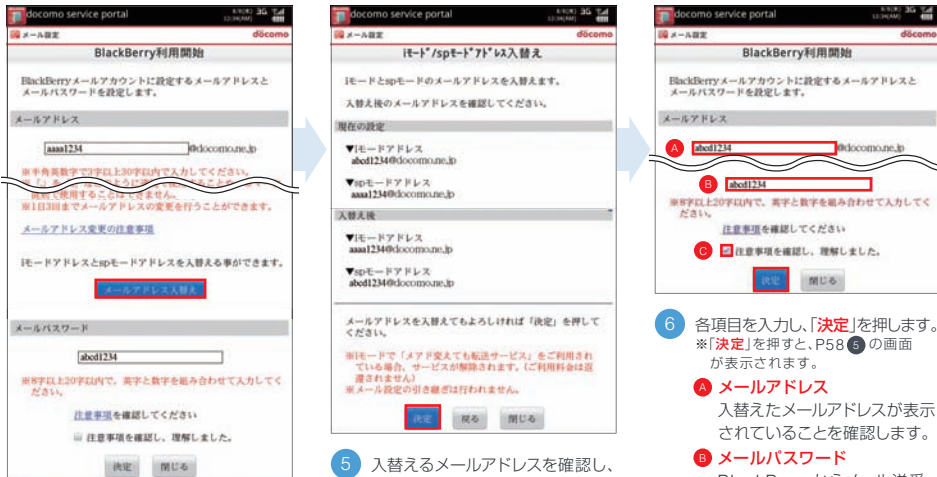 docomo service portal
3G
メール設定
döcomo
BlackBerry利用開始
BlackBerryメールアカウントに設定するメールアドレスと
メールパスワードを設定します。
メールアドレス
aaaa1234 @docomo.ne.jp
※半角英数字で3字以上30字以内で入力してください。
※1日3回までメールアドレスの変更を行うことができます。
メールアドレス変更の注意事項
iモードアドレスとspモードアドレスを入替える事ができます。
メールアドレス入替え
メールパスワード
abcd1234
※8字以上20字以内で、英字と数字を組み合わせて入力してく
ださい。
注意事項を確認してください
注意事項を確認し、理解しました。
決定 閉じる
docomo service portal
3G
メール設定
döcomo
iモード/spモードアドレス入替え
iモードとspモードのメールアドレスを入替えます。
入替え後のメールアドレスを確認してください。
現在の設定
▼iモードアドレス
abcd1234@docomo.ne.jp
▼spモードアドレス
aaaa1234@docomo.ne.jp
入替え後
▼iモードアドレス
aaaa1234@docomo.ne.jp
▼spモードアドレス
abcd1234@docomo.ne.jp
メールアドレスを入替えてもよろしければ「決定」を押して
ください。
※iモードで「メアド変えても転送サービス」をご利用され
ている場合、サービスが解除されます。(ご利用料金は返
還されません)
※メール設定の引き継ぎは行われません。
決定 戻る 閉じる
5 入替えるメールアドレスを確認し、
docomo service portal
3G
メール設定
döcomo
BlackBerry利用開始
BlackBerryメールアカウントに設定するメールアドレスと
メールパスワードを設定します。
メールアドレス
A abcd1234 @docomo.ne.jp
B abcd1234
※8字以上20字以内で、英字と数字を組み合わせて入力してく
ださい。
注意事項を確認してください
C 注意事項を確認し、理解しました。
決定 閉じる
6 各項目を入力し、「決定」を押します。
※「決定」を押すと、P58 5 の画面
が表示されます。
A メールアドレス
入替えたメールアドレスが表示
されていることを確認します。
B メールパスワード